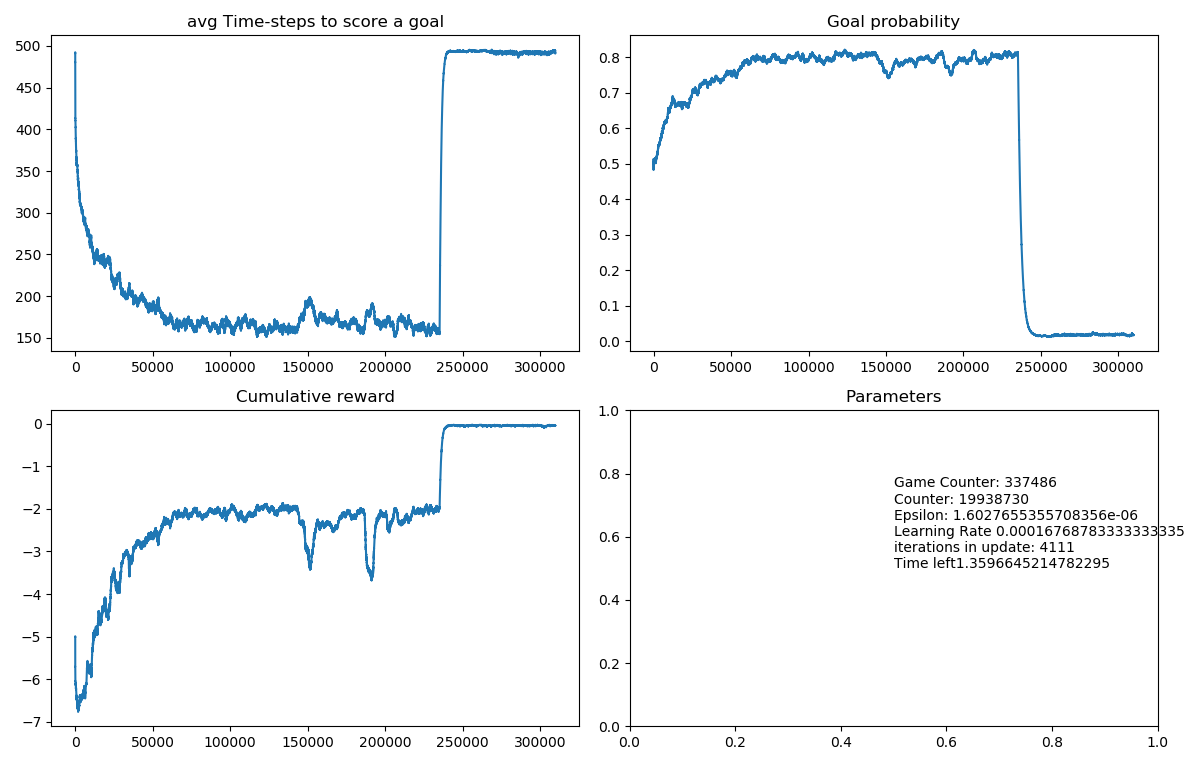 avg Time-steps to score a goal
500
450
400
350
300
250
200
150
0 50000 100000 150000 200000 250000 300000
Goal probability
0.8
0.7
0.6
0.5
0.4
0.3
0.2
0.1
0.0
0 50000 100000 150000 200000 250000 300000
Cumulative reward
0
−1
−2
−3
−4
−5
−6
−7
0 50000 100000 150000 200000 250000 300000
Parameters
1.0
0.8
0.6
0.4
0.2
0.0
0.0 0.2 0.4 0.6 0.8 1.0
Game Counter: 337486
Counter: 19938730
Epsilon: 1.6027655355708356e-06
Learning Rate 0.00016768783333333335
iterations in update: 4111
Time left1.3596645214782295